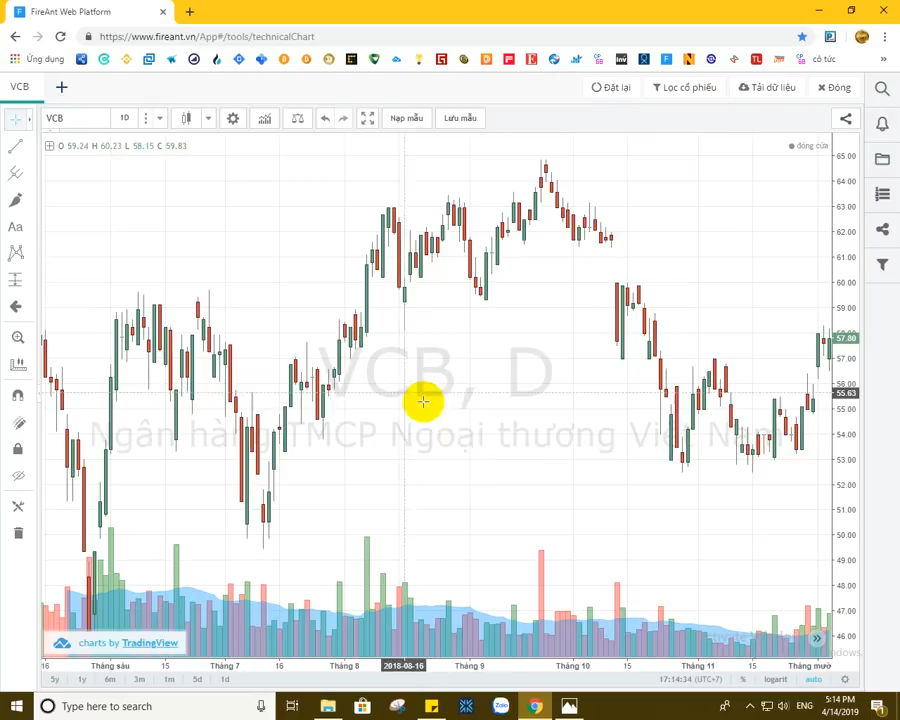 FireAnt Web Platform
https://www.fireant.vn/App#/tools/technicalChart
Ứng dụng
cô tức
VCB
Đặt lại
Lọc cổ phiếu
Tải dữ liệu
Đóng
VCB
1D
Nạp mẫu
Lưu mẫu
O 59.24 H 60.23 L 58.15 C 59.83
đóng cửa
65.00
64.00
63.00
62.00
61.00
60.00
59.00
57.80
57.00
56.00
55.63
55.00
54.00
53.00
52.00
51.00
50.00
49.00
48.00
47.00
46.00
VCB, D
Ngân hàng TMCP Ngoại thương Việt Nam
charts by TradingView
16
Tháng sáu
15
Tháng 7
16
Tháng 8
2018-08-16
Tháng 9
Tháng 10
15
Tháng 11
15
Tháng mườ
5y
1y
6m
3m
1m
5d
1d
17:14:34 (UTC+7)
%
logarit
auto
Type here to search
Zalo
ENG
5:14 PM
4/14/2019